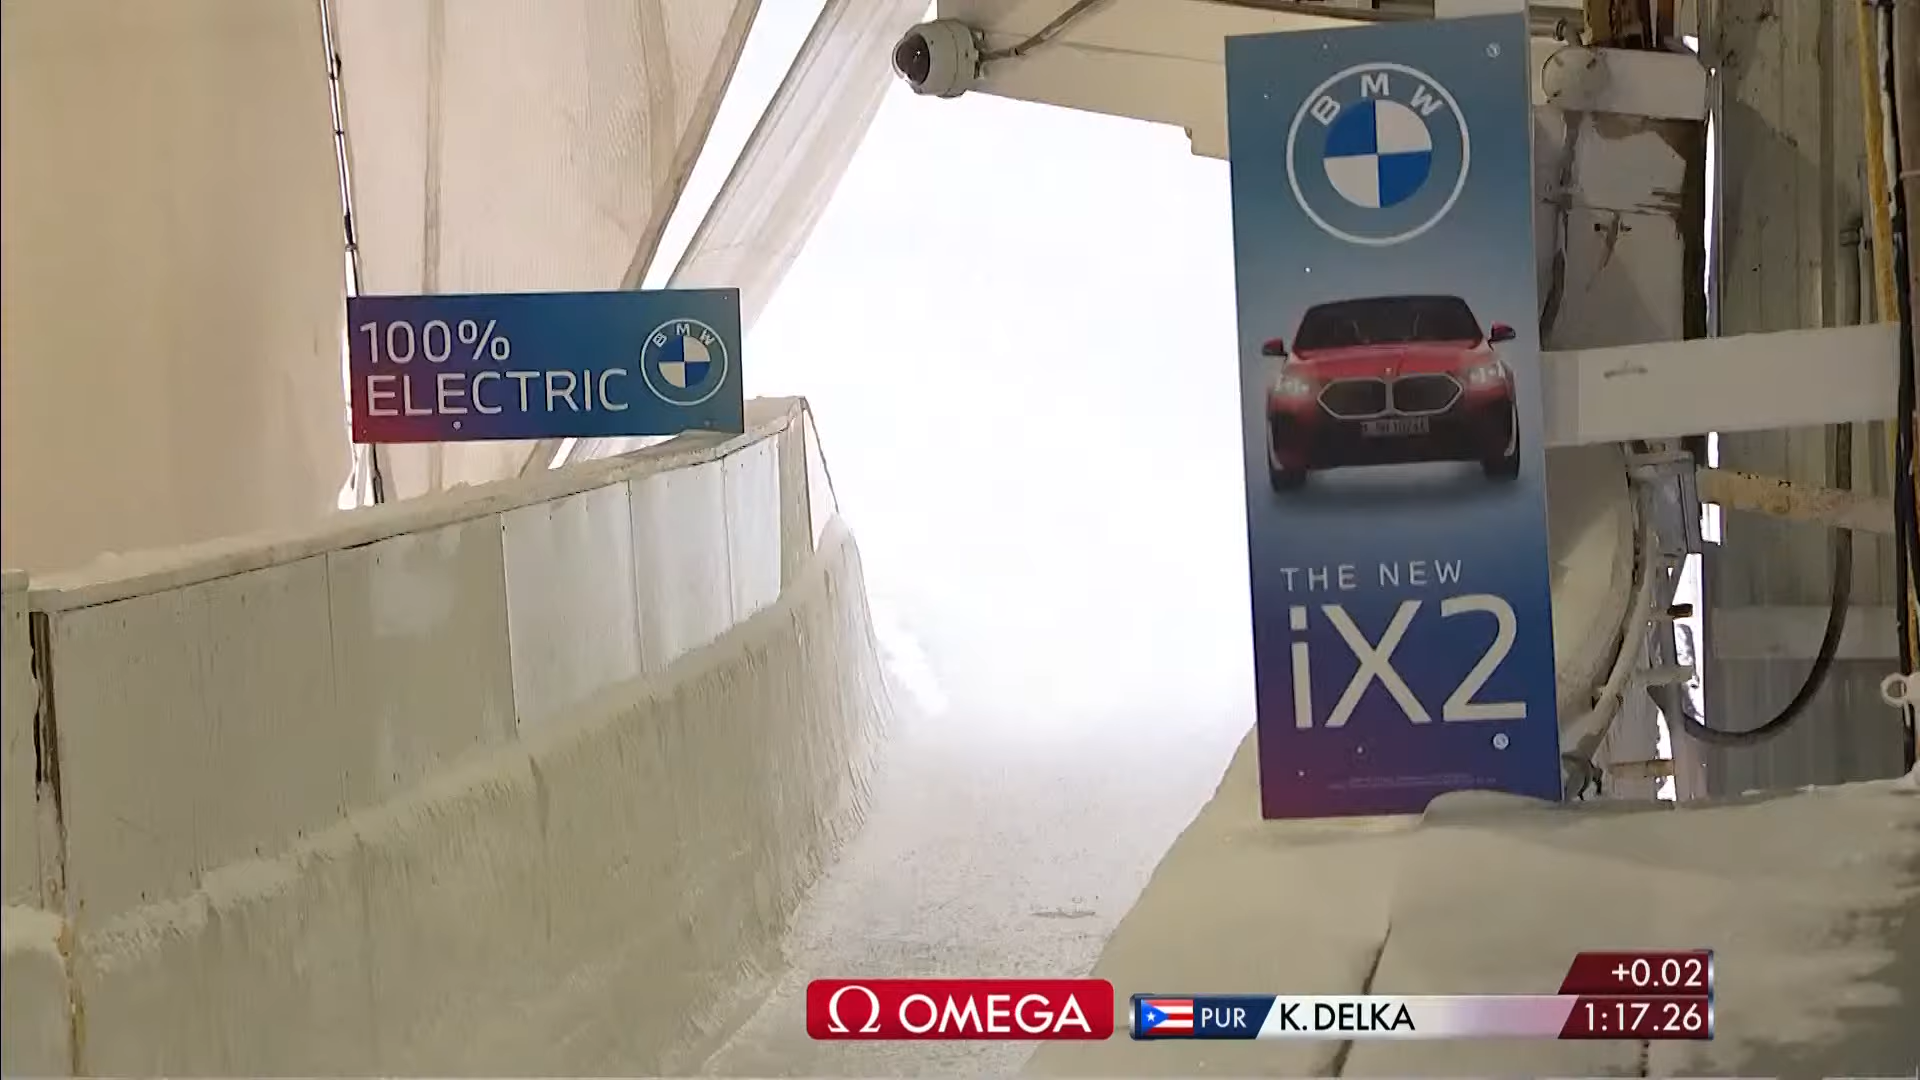 BMW
100%
ELECTRIC
BMW
THE NEW
iX2
+0.02
Ω OMEGA
PUR K. DELKA 1:17.26